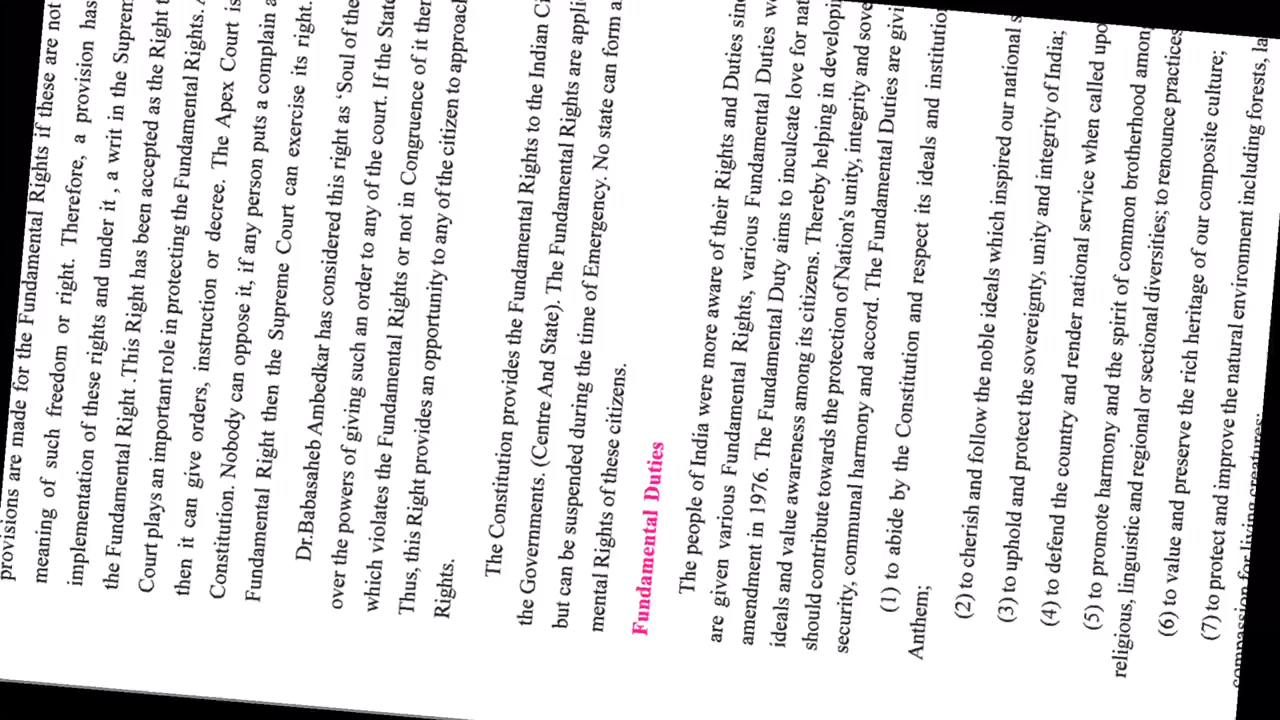 provisions are made for the Fundamental Rights if these are not
meaning of such freedom or right. Therefore, a provision has
implementation of these rights and under it , a writ in the Suprem
the Fundamental Right .This Right has been accepted as the Right t
Court plays an important role in protecting the Fundamental Rights.
then it can give orders, instruction or decree. The Apex Court is
Constitution. Nobody can oppose it, if any person puts a complain a
Fundamental Right then the Supreme Court can exercise its right.
Dr.Babasaheb Ambedkar has considered this right as ‘Soul of the
over the powers of giving such an order to any of the court. If the State
which violates the Fundamental Rights or not in Congruence of it then
Thus, this Right provides an opportunity to any of the citizen to approach
Rights.
The Constitution provides the Fundamental Rights to the Indian Ci
the Governments. (Centre And State). The Fundamental Rights are appli
but can be suspended during the time of Emergency. No state can form a
mental Rights of these citizens.
Fundamental Duties
The people of India were more aware of their Rights and Duties sinc
are given various Fundamental Rights, various Fundamental Duties we
amendment in 1976. The Fundamental Duty aims to inculcate love for nat
ideals and value awareness among its citizens. Thereby helping in developi
should contribute towards the protection of Nation's unity, integrity and sove
security, communal harmony and accord. The Fundamental Duties are givi
(1) to abide by the Constitution and respect its ideals and institutio
Anthem;
(2) to cherish and follow the noble ideals which inspired our national s
(3) to uphold and protect the sovereignty, unity and integrity of India;
(4) to defend the country and render national service when called upo
(5) to promote harmony and the spirit of common brotherhood among
religious, linguistic and regional or sectional diversities; to renounce practices
(6) to value and preserve the rich heritage of our composite culture;
(7) to protect and improve the natural environment including forests, la
compassion for living creatures;